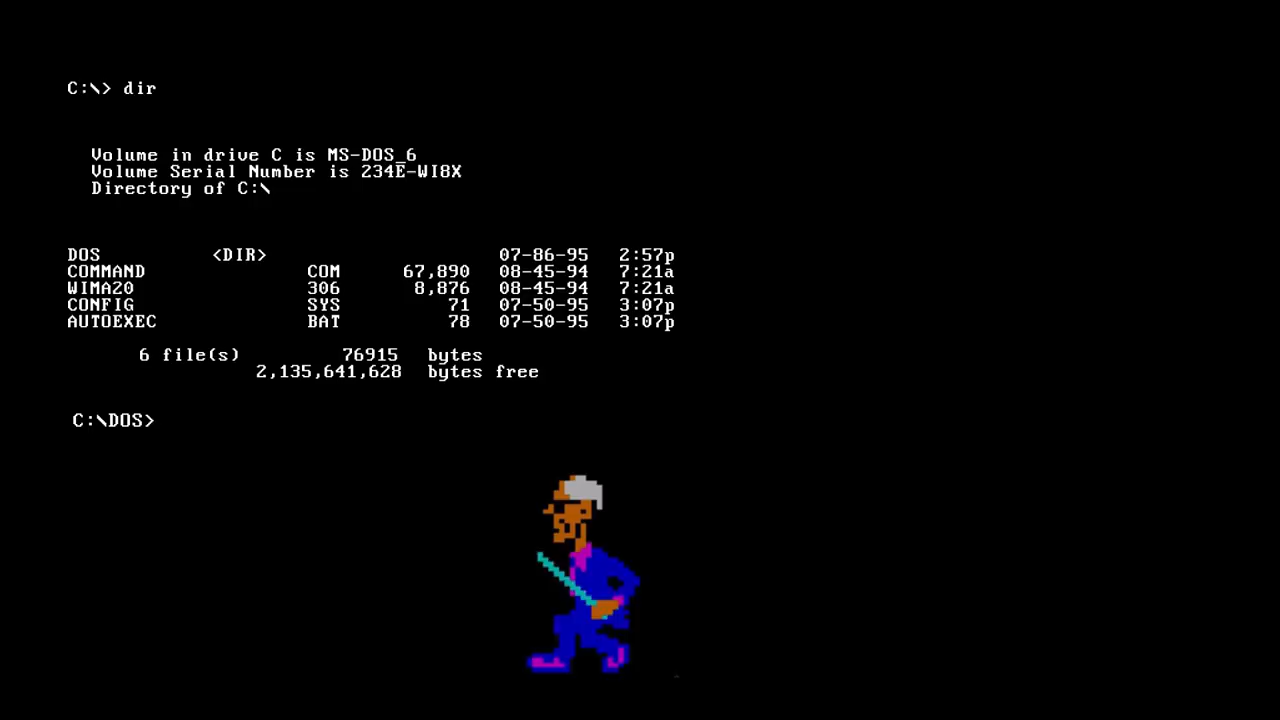 C:\> dir
Volume in drive C is MS-DOS_6
Volume Serial Number is 234E-WI8X
Directory of C:\
DOS <DIR> 07-86-95 2:57p
COMMAND COM 67,890 08-45-94 7:21a
WIMA20 306 8,876 08-45-94 7:21a
CONFIG SYS 71 07-50-95 3:07p
AUTOEXEC BAT 78 07-50-95 3:07p
6 file(s) 76915 bytes
2,135,641,628 bytes free
C:\DOS>